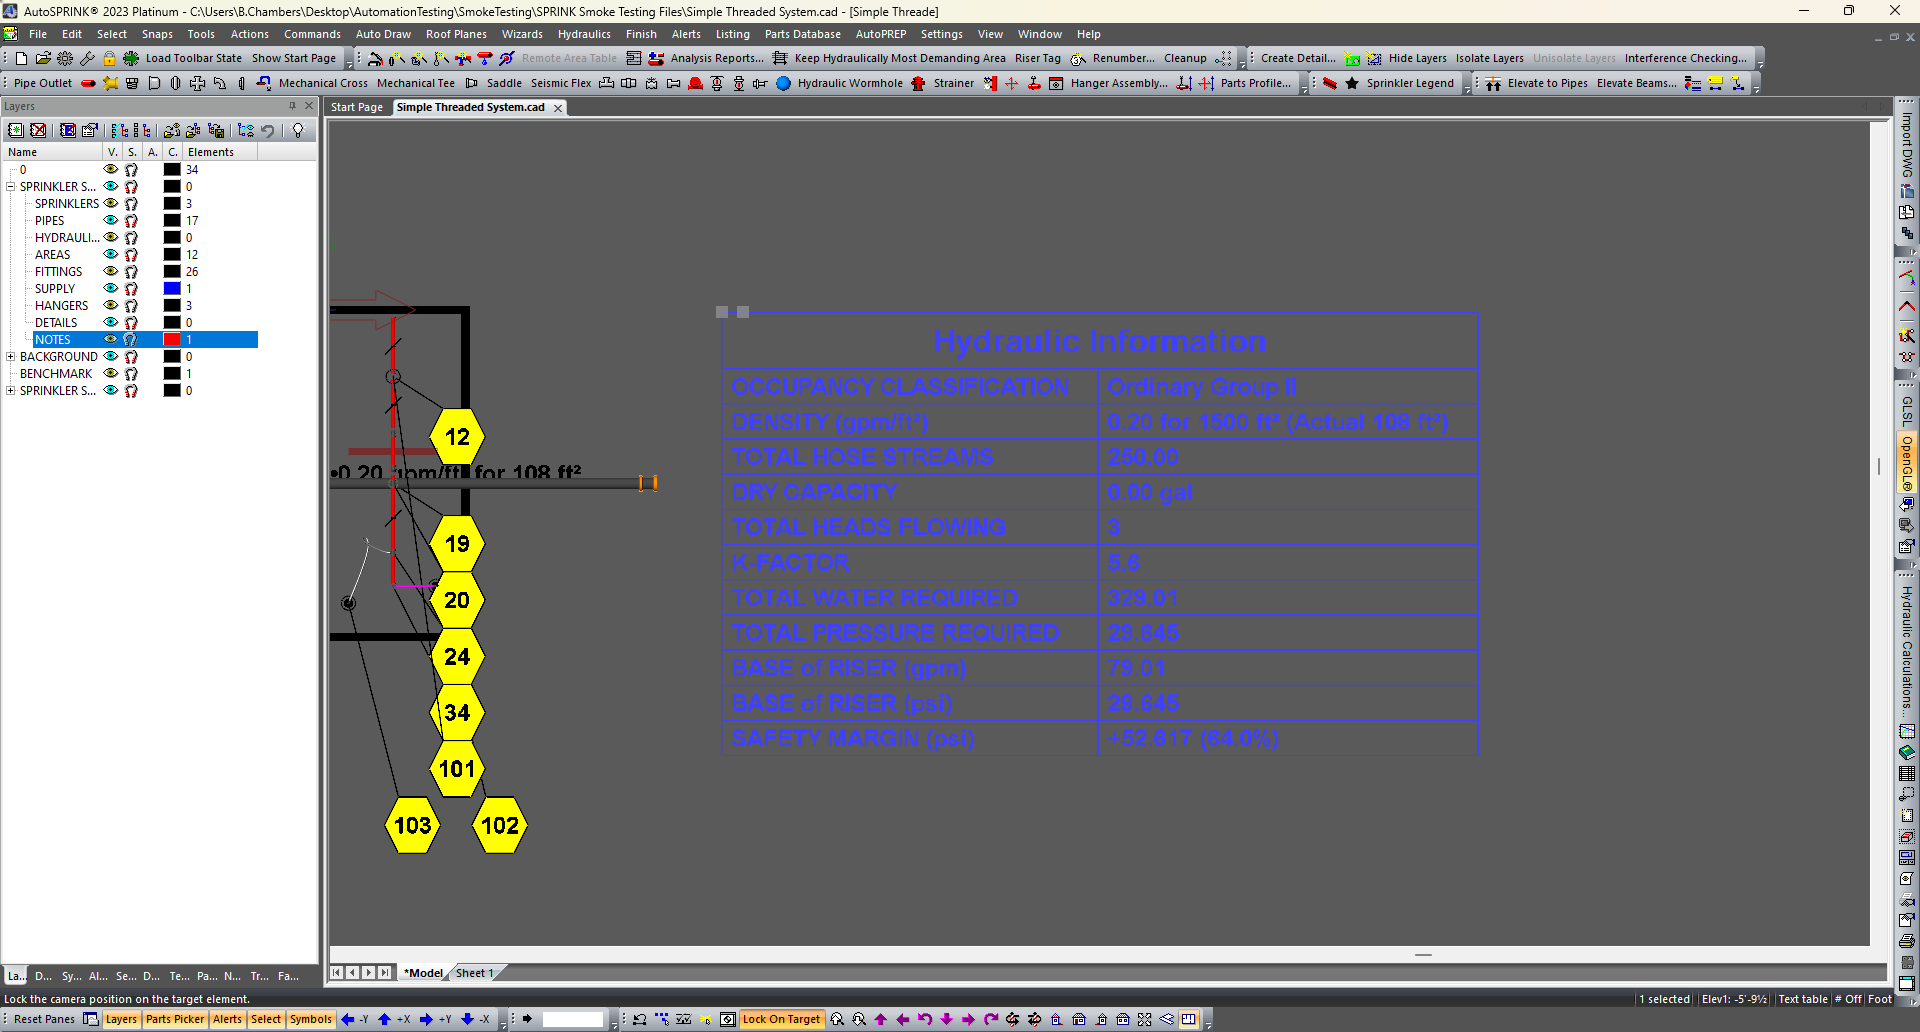 AutoSPRINK® 2023 Platinum - C:\Users\B.Chambers\Desktop\AutomationTesting\SmokeTesting\SPRINK Smoke Testing Files\Simple Threaded System.cad - [Simple Threade]
File Edit Select Snaps Tools Actions Commands Auto Draw Roof Planes Wizards Hydraulics Finish Alerts Listing Parts Database AutoPREP Settings View Window Help
Load Toolbar State Show Start Page Remote Area Table Analysis Reports... Keep Hydraulically Most Demanding Area Riser Tag Renumber... Cleanup Create Detail... Hide Layers Isolate Layers Unisolate Layers Interference Checking...
Pipe Outlet Mechanical Cross Mechanical Tee Saddle Seismic Flex Hydraulic Wormhole Strainer Hanger Assembly... Parts Profile... Sprinkler Legend Elevate to Pipes Elevate Beams...
Layers
Start Page Simple Threaded System.cad
Name V. S. A. C. Elements
0 34
SPRINKLER S... 0
SPRINKLERS 3
PIPES 17
HYDRAULI... 0
AREAS 12
FITTINGS 26
SUPPLY 1
HANGERS 3
DETAILS 0
NOTES 1
BACKGROUND 0
BENCHMARK 1
SPRINKLER S... 0
12
0.20 gpm/ft² for 108 ft²
19
20
24
34
101
103
102
Hydraulic Information
OCCUPANCY CLASSIFICATION Ordinary Group II
DENSITY (gpm/ft²) 0.20 for 1500 ft² (Actual 108 ft²)
TOTAL HOSE STREAMS 250.00
DRY CAPACITY 0.00 gal
TOTAL HEADS FLOWING 3
K-FACTOR 5.6
TOTAL WATER REQUIRED 329.01
TOTAL PRESSURE REQUIRED 29.645
BASE of RISER (gpm) 79.01
BASE of RISER (psi) 29.645
SAFETY MARGIN (psi) +52.617 (64.0%)
Import DWG
GLSL
OpenGL®
Hydraulic Calculations...
La... D... Sy... Al... Se... D... Te... Pa... N... Tr... Fa...
*Model Sheet 1
Lock the camera position on the target element.
1 selected Elev1: -5'-9½ Text table # Off Foot
Reset Panes Layers Parts Picker Alerts Select Symbols -Y +X +Y -X Lock On Target